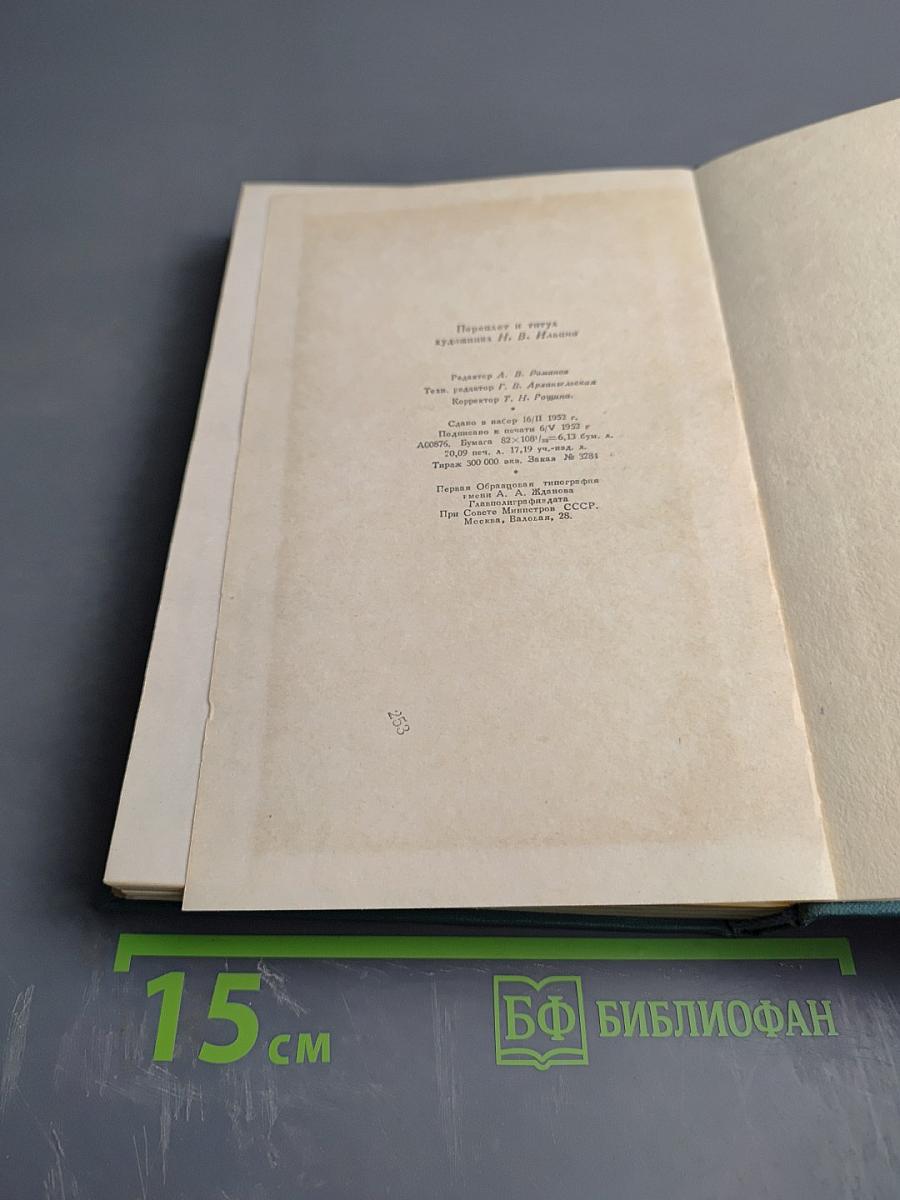 Переплет и титул
художника Н. В. Ильина
Редактор А. В. Романов
Техн. редактор Г. В. Архангельская
Корректор Т. Н. Рощина.
*
Сдано в набор 16/II 1952 г.
Подписано к печати 6/V 1952 г
А00876. Бумага 82×108¹/₃₂=6,13 бум. л.
20,09 печ. л. 17,19 уч.-изд. л.
Тираж 300 000 экз. Заказ № 3284
*
Первая Образцовая типография
имени А. А. Жданова
Главполиграфиздата
При Совете Министров СССР.
Москва, Валовая, 28.
253
15 см
БФ БИБЛИОФАН